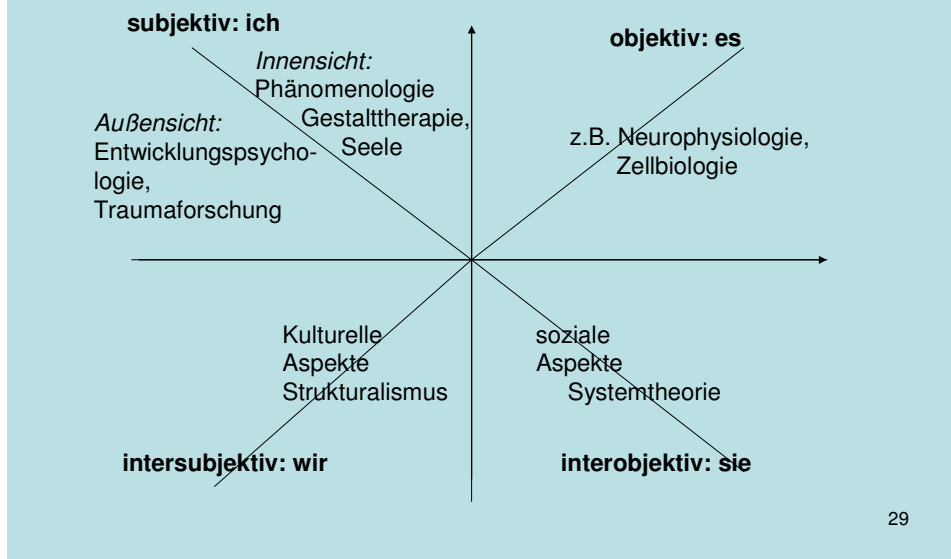 subjektiv: ich
objektiv: es
Innensicht:
Phänomenologie
Gestalttherapie,
Seele
Außensicht:
Entwicklungspsycho-
logie,
Traumaforschung
z.B. Neurophysiologie,
Zellbiologie
Kulturelle
Aspekte
Strukturalismus
soziale
Aspekte
Systemtheorie
intersubjektiv: wir
interobjektiv: sie
29